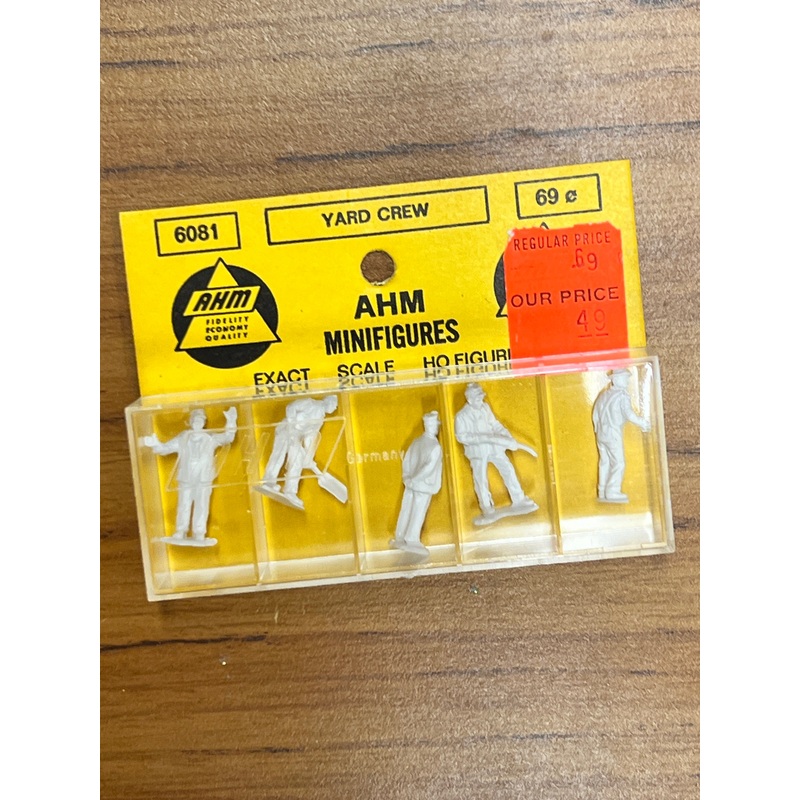 6081
YARD CREW
69 ¢
AHM
FIDELITY
ECONOMY
QUALITY
AHM
MINIFIGURES
EXACT SCALE HO FIGUR
REGULAR PRICE
.69
OUR PRICE
49
Germany